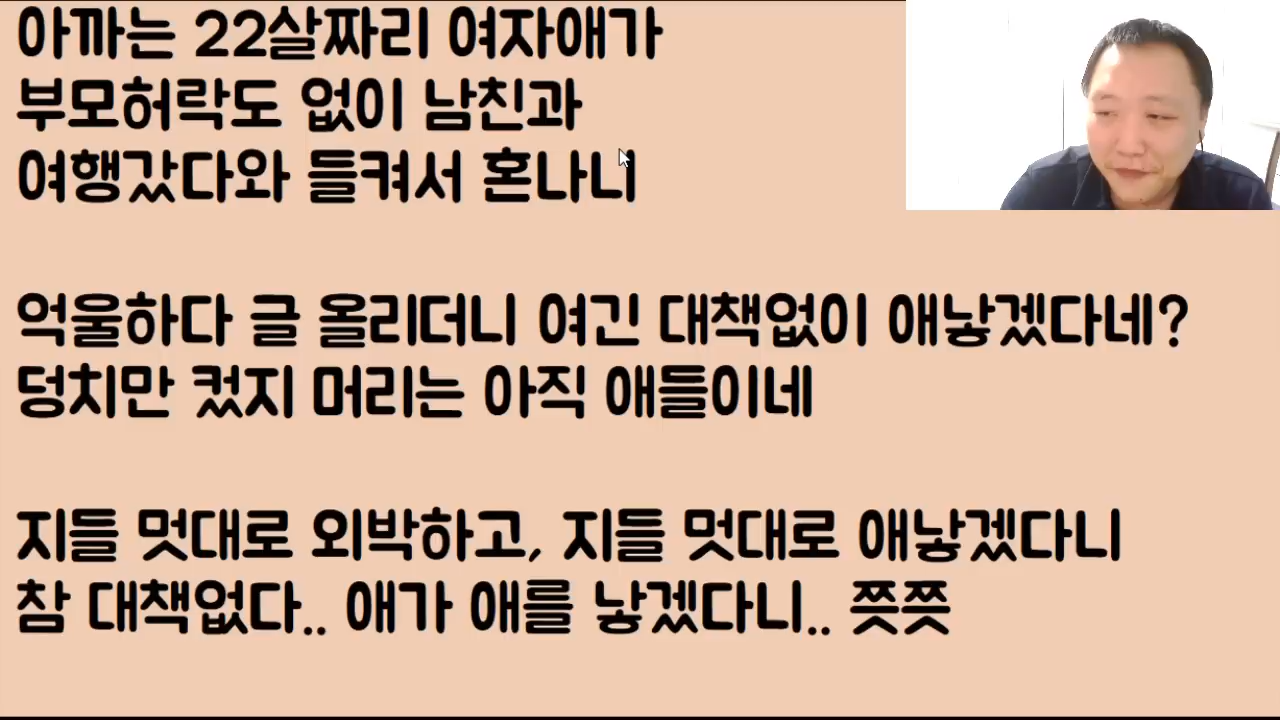 아까는 22살짜리 여자애가
부모허락도 없이 남친과
여행갔다와 들켜서 혼나니
억울하다 글 올리더니 여긴 대책없이 애낳겠다네?
덩치만 컸지 머리는 아직 애들이네
지들 멋대로 외박하고, 지들 멋대로 애낳겠다니
참 대책없다.. 애가 애를 낳겠다니.. 쯧쯧